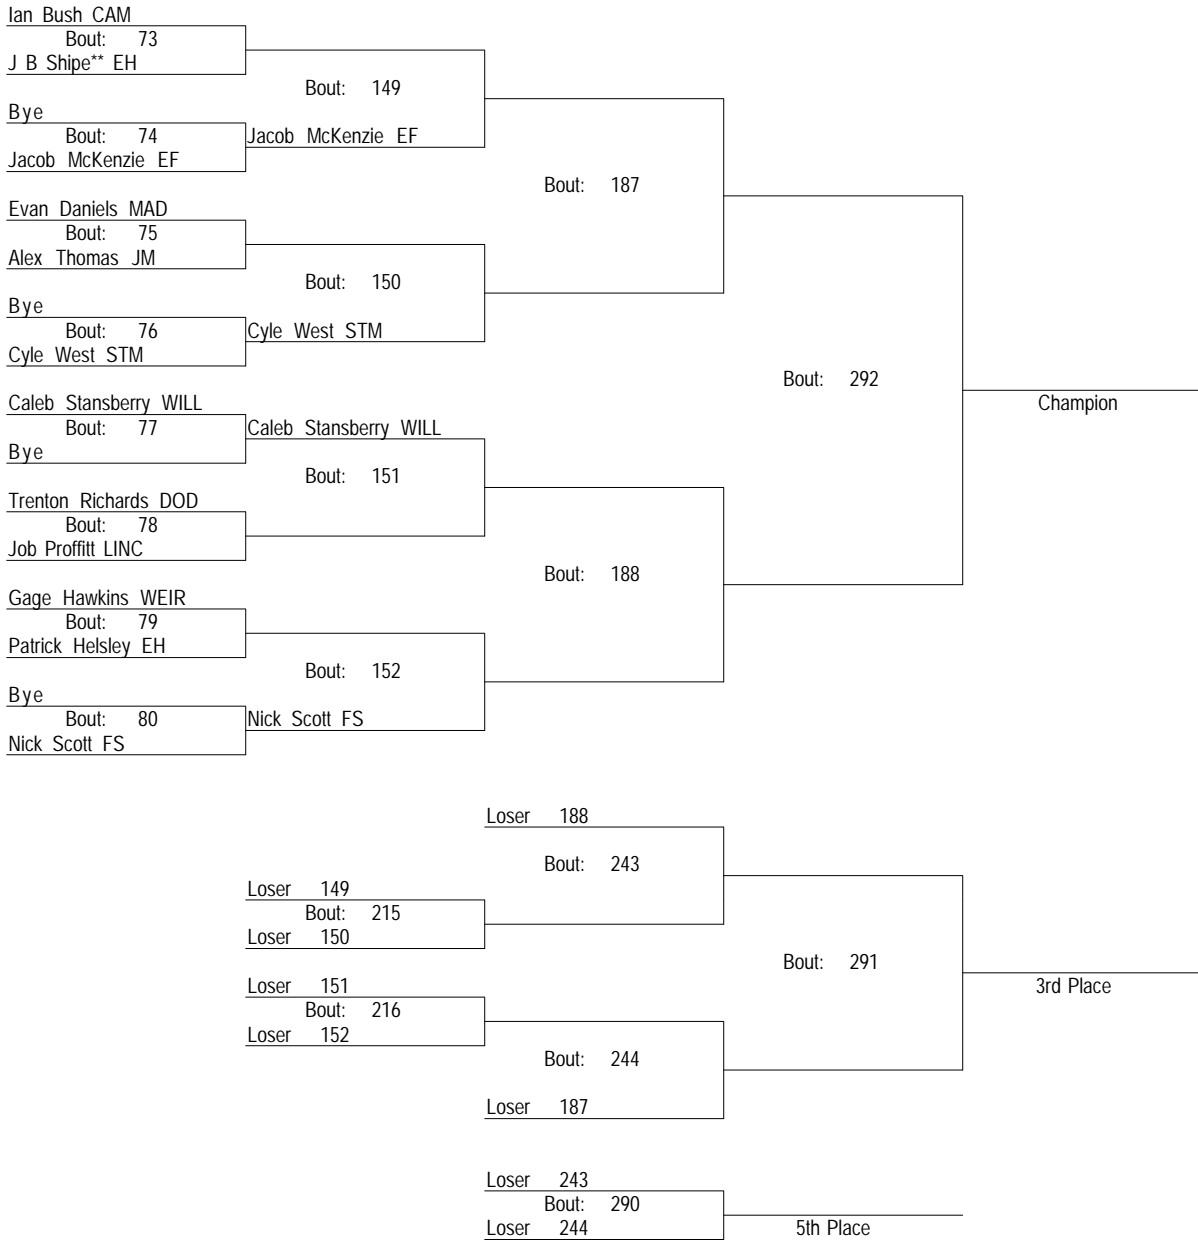 Ian Bush CAM
Bout: 73
J B Shipe** EH
Bout: 149
Bye
Bout: 74
Jacob McKenzie EF
Jacob McKenzie EF
Bout: 187
Evan Daniels MAD
Bout: 75
Alex Thomas JM
Bout: 150
Bye
Bout: 76
Cyle West STM
Cyle West STM
Bout: 292
Champion
Caleb Stansberry WILL
Bout: 77
Caleb Stansberry WILL
Bye
Bout: 151
Trenton Richards DOD
Bout: 78
Job Proffitt LINC
Bout: 188
Gage Hawkins WEIR
Bout: 79
Patrick Helsley EH
Bout: 152
Bye
Bout: 80
Nick Scott FS
Nick Scott FS
Loser 188
Bout: 243
Loser 149
Bout: 215
Loser 150
Bout: 291
3rd Place
Loser 151
Bout: 216
Loser 152
Bout: 244
Loser 187
Loser 243
Bout: 290
Loser 244
5th Place